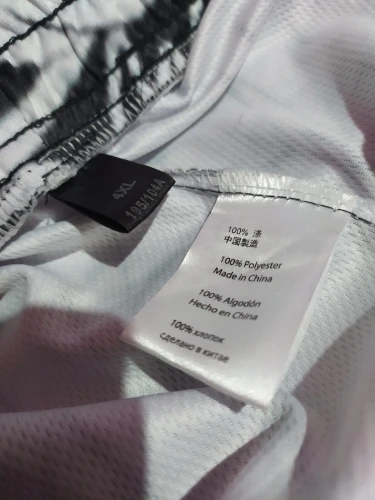 4XL
195/104A
100% 涤
中国製造
100% Polyester
Made in China
100% Algodón
Hecho en China
100% хлопок
сделано в китае